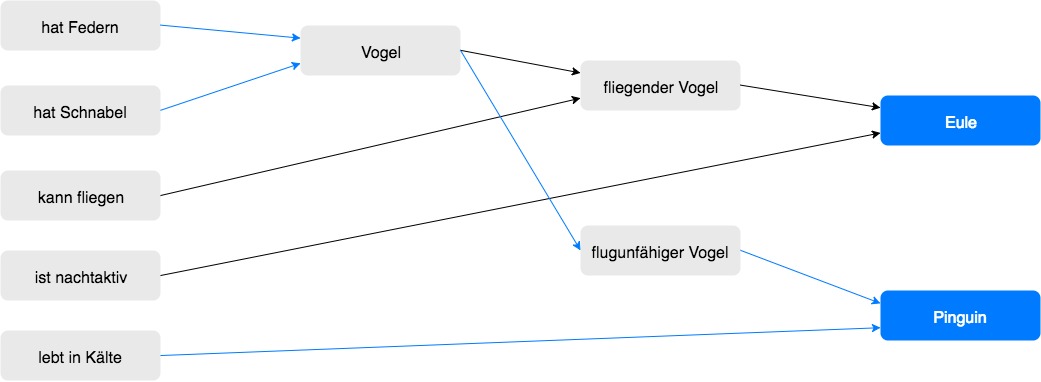 hat Federn
Vogel
hat Schnabel
fliegender Vogel
Eule
kann fliegen
ist nachtaktiv
flugunfähiger Vogel
Pinguin
lebt in Kälte